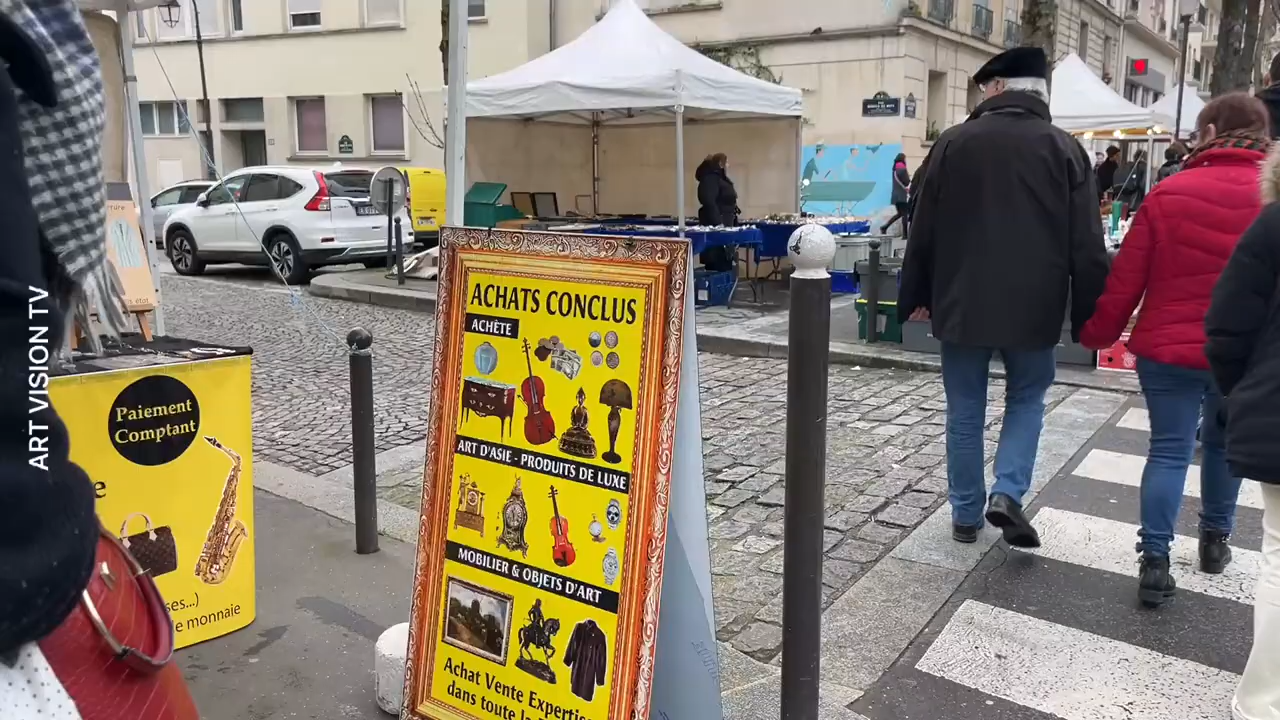 ART VISION TV
Paiement
Comptant
e
ses...)
e monnaie
ACHATS CONCLUS
ACHÈTE
ART D'ASIE - PRODUITS DE LUXE
MOBILIER & OBJETS D'ART
Achat Vente Expertise
dans toute la